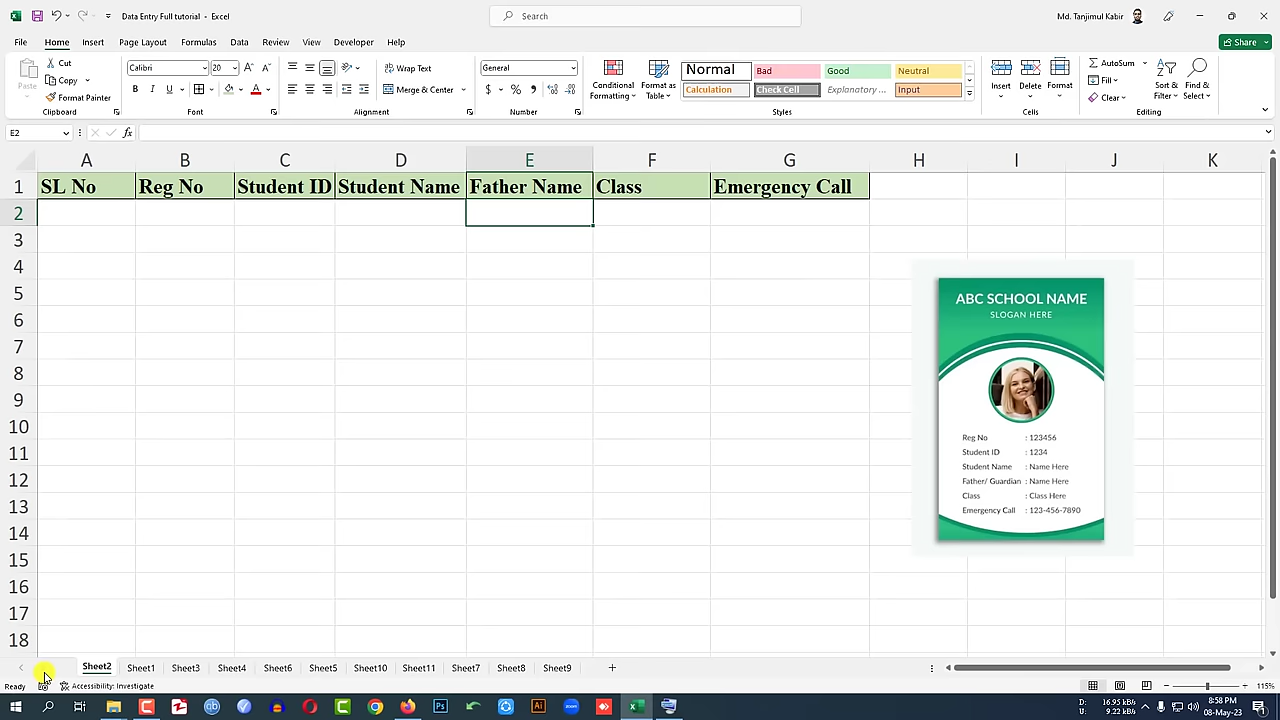 Data Entry Full tutorial - Excel
Search
Md. Tanjimul Kabir
File Home Insert Page Layout Formulas Data Review View Developer Help
Share
Paste
Cut
Copy
Format Painter
Clipboard
Calibri 20
B I U
Font
Wrap Text
Merge & Center
Alignment
General
Number
Conditional Formatting
Format as Table
Normal Bad Good Neutral
Calculation Check Cell Explanatory ... Input
Styles
Insert Delete Format
Cells
AutoSum
Fill
Clear
Sort & Filter
Find & Select
Editing
E2 fx
A B C D E F G H I J K
1 SL No Reg No Student ID Student Name Father Name Class Emergency Call
2
3
4
5
6
7
8
9
10
11
12
13
14
15
16
17
18
ABC SCHOOL NAME
SLOGAN HERE
Reg No : 123456
Student ID : 1234
Student Name : Name Here
Father/ Guardian : Name Here
Class : Class Here
Emergency Call : 123-456-7890
Sheet2 Sheet1 Sheet3 Sheet4 Sheet6 Sheet5 Sheet10 Sheet11 Sheet7 Sheet8 Sheet9
Ready Accessibility: Investigate 115%
D: 16.95 kB/s
U: 9.22 kB/s
8:58 PM
08-May-23